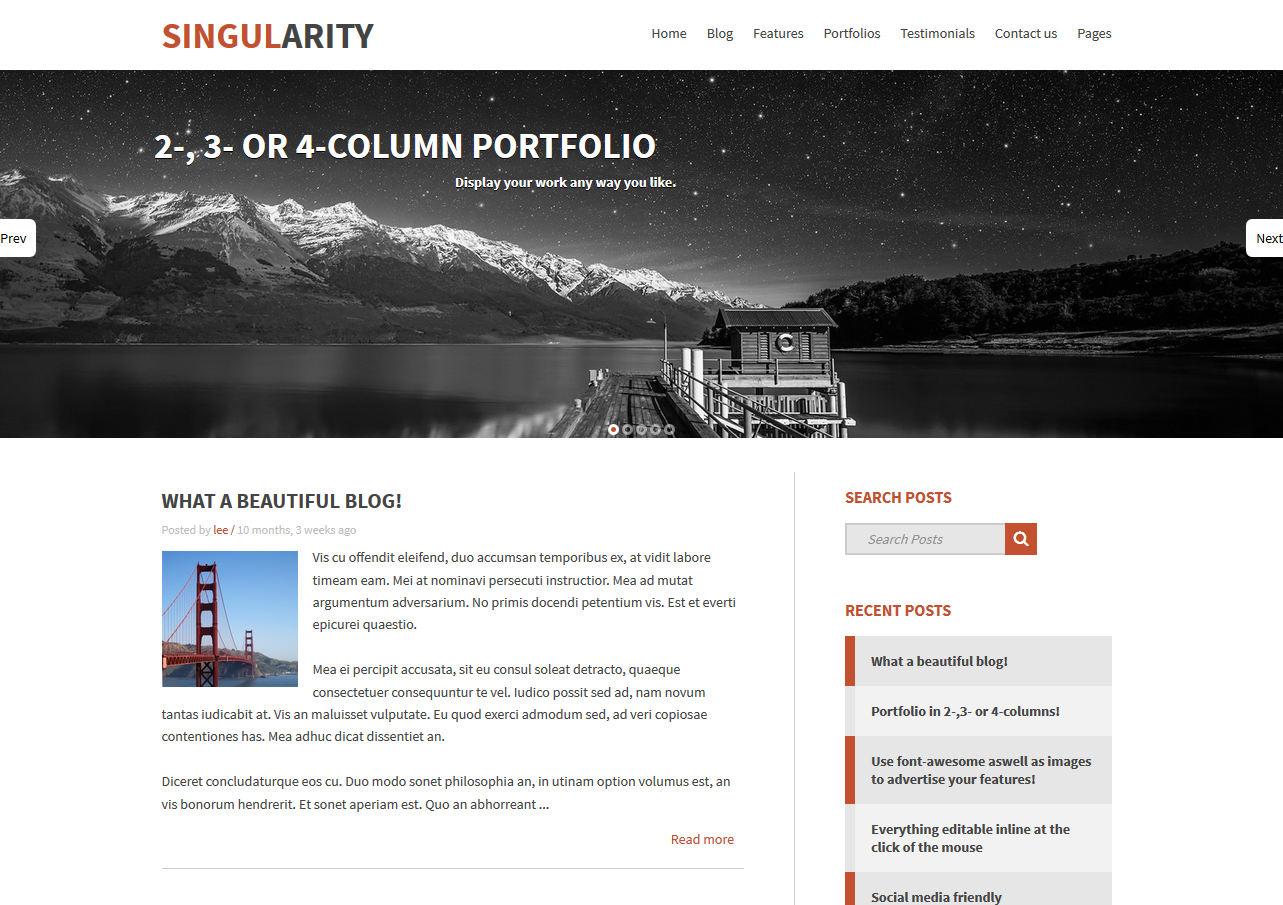 SINGULARITY
Home Blog Features Portfolios Testimonials Contact us Pages
2-, 3- OR 4-COLUMN PORTFOLIO
Display your work any way you like.
Prev
Next
WHAT A BEAUTIFUL BLOG!
Posted by lee / 10 months, 3 weeks ago
Vis cu offendit eleifend, duo accumsan temporibus ex, at vidit labore
timeam eam. Mei at nominavi persecuti instructior. Mea ad mutat
argumentum adversarium. No primis docendi petentium vis. Est et everti
epicurei quaestio.
Mea ei percipit accusata, sit eu consul soleat detracto, quaeque
consectetuer consequuntur te vel. Iudico possit sed ad, nam novum
tantas iudicabit at. Vis an maluisset vulputate. Eu quod exerci admodum sed, ad veri copiosae
contentiones has. Mea adhuc dicat dissentiet an.
Diceret concludaturque eos cu. Duo modo sonet philosophia an, in utinam option volumus est, an
vis bonorum hendrerit. Et sonet aperiam est. Quo an abhorreant ...
Read more
SEARCH POSTS
Search Posts
RECENT POSTS
What a beautiful blog!
Portfolio in 2-,3- or 4-columns!
Use font-awesome aswell as images
to advertise your features!
Everything editable inline at the
click of the mouse
Social media friendly